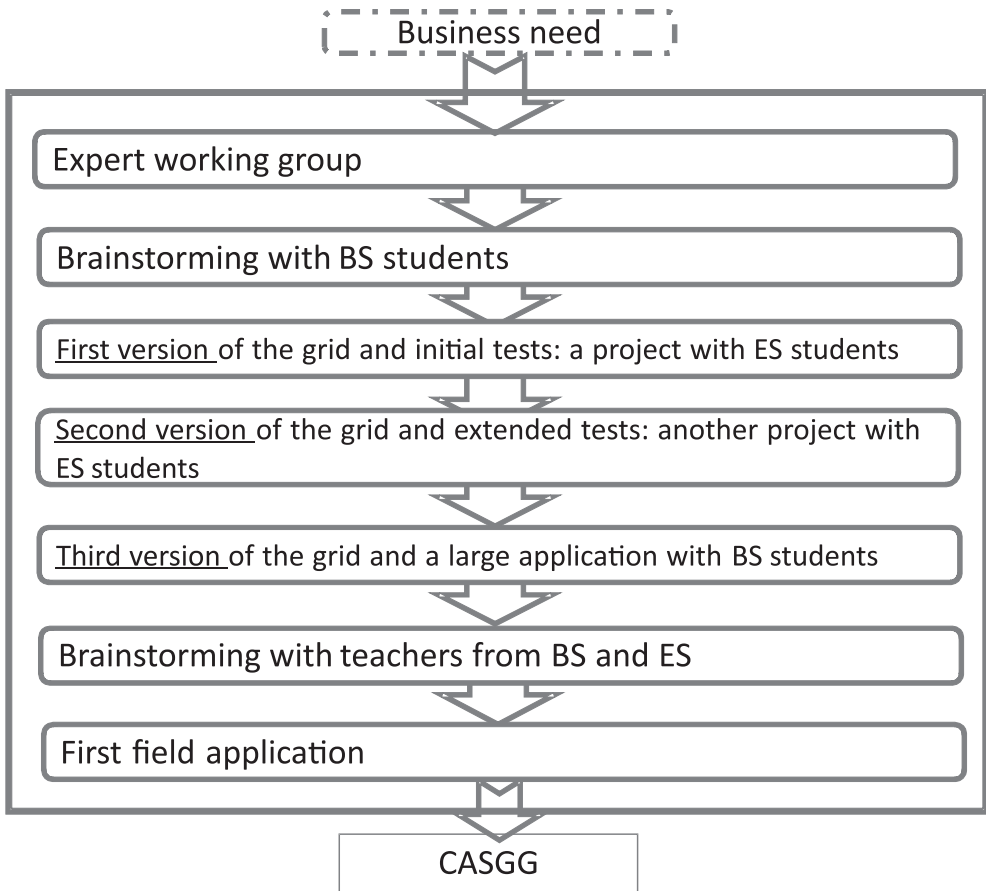 Business need
Expert working group
Brainstorming with BS students
First version of the grid and initial tests: a project with ES students
Second version of the grid and extended tests: another project with
ES students
Third version of the grid and a large application with BS students
Brainstorming with teachers from BS and ES
First field application
CASGG